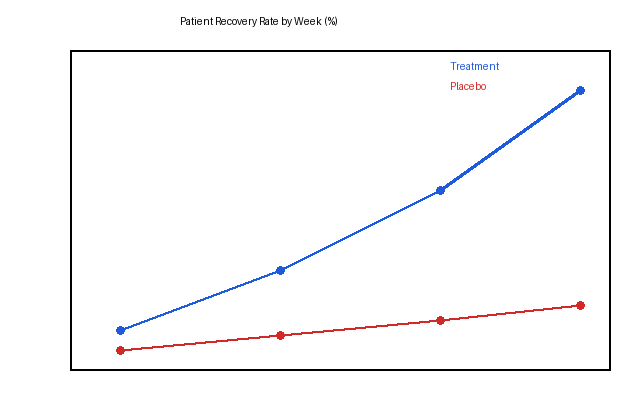 Patient Recovery Rate by Week (%)
Treatment
Placebo